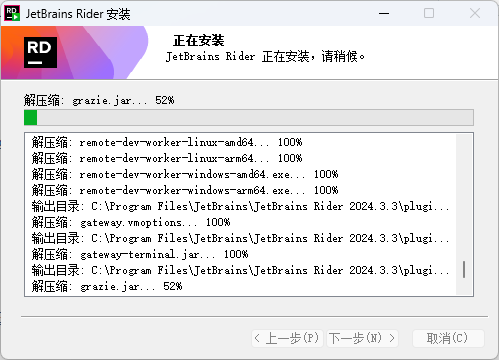 JetBrains Rider 安装
RD
正在安装
JetBrains Rider 正在安装，请稍候。
解压缩: grazie.jar... 52%
解压缩: remote-dev-worker-linux-amd64... 100%
解压缩: remote-dev-worker-linux-arm64... 100%
解压缩: remote-dev-worker-windows-amd64.exe... 100%
解压缩: remote-dev-worker-windows-arm64.exe... 100%
输出目录: C:\Program Files\JetBrains\JetBrains Rider 2024.3.3\plugi...
解压缩: gateway.vmoptions... 100%
输出目录: C:\Program Files\JetBrains\JetBrains Rider 2024.3.3\plugi...
解压缩: gateway-terminal.jar... 100%
输出目录: C:\Program Files\JetBrains\JetBrains Rider 2024.3.3\plugi...
解压缩: grazie.jar... 52%
< 上一步(P) 下一步(N) > 取消(C)